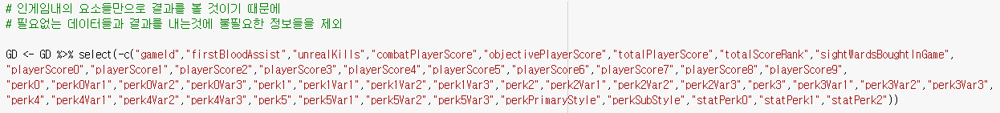 # 인게임내의 요소들만으로 결과를 볼 것이기 때문에
# 필요없는 데이터들과 결과를 내는것에 불필요한 정보들을 제외
GD <- GD %>% select(-c("gameId","firstBloodAssist","unrealKills","combatPlayerScore","objectivePlayerScore","totalPlayerScore","totalScoreRank","sightWardsBoughtInGame",
"playerScore0","playerScore1","playerScore2","playerScore3","playerScore4","playerScore5","playerScore6","playerScore7","playerScore8","playerScore9",
"perk0","perk0Var1","perk0Var2","perk0Var3","perk1","perk1Var1","perk1Var2","perk1Var3","perk2","perk2Var1","perk2Var2","perk2Var3","perk3","perk3Var1","perk3Var2","perk3Var3",
"perk4","perk4Var1","perk4Var2","perk4Var3","perk5","perk5Var1","perk5Var2","perk5Var3","perkPrimaryStyle","perkSubStyle","statPerk0","statPerk1","statPerk2"))